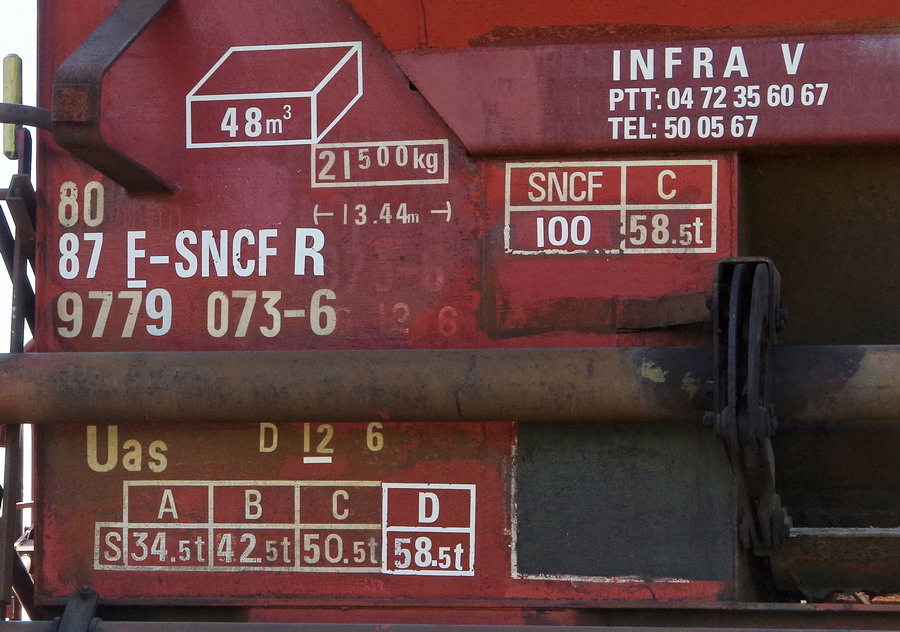 INFRA V
PTT: 04 72 35 60 67
TEL: 50 05 67
48m³
21500kg
13.44m
SNCF C
100 58.5t
80
87 F-SNCF R
9779 073-6
Uas D 12 6
A B C D
S 34.5t 42.5t 50.5t 58.5t